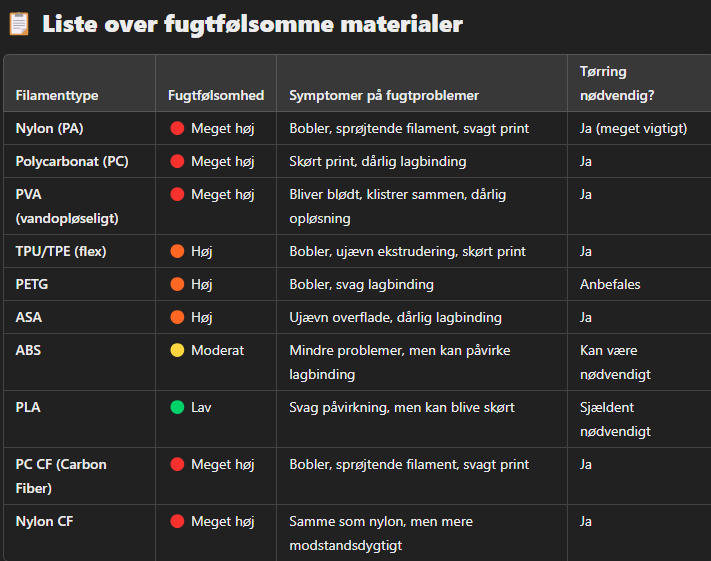 Liste over fugtfølsomme materialer
Filamenttype Fugtfølsomhed Symptomer på fugtproblemer Tørring nødvendig?
Nylon (PA) Meget høj Bobler, sprøjtende filament, svagt print Ja (meget vigtigt)
Polycarbonat (PC) Meget høj Skørt print, dårlig lagbinding Ja
PVA (vandopløseligt) Meget høj Bliver blødt, klistrer sammen, dårlig opløsning Ja
TPU/TPE (flex) Høj Bobler, ujævn ekstrudering, skørt print Ja
PETG Høj Bobler, svag lagbinding Anbefales
ASA Høj Ujævn overflade, dårlig lagbinding Ja
ABS Moderat Mindre problemer, men kan påvirke lagbinding Kan være nødvendigt
PLA Lav Svag påvirkning, men kan blive skørt Sjældent nødvendigt
PC CF (Carbon Fiber) Meget høj Bobler, sprøjtende filament, svagt print Ja
Nylon CF Meget høj Samme som nylon, men mere modstandsdygtigt Ja